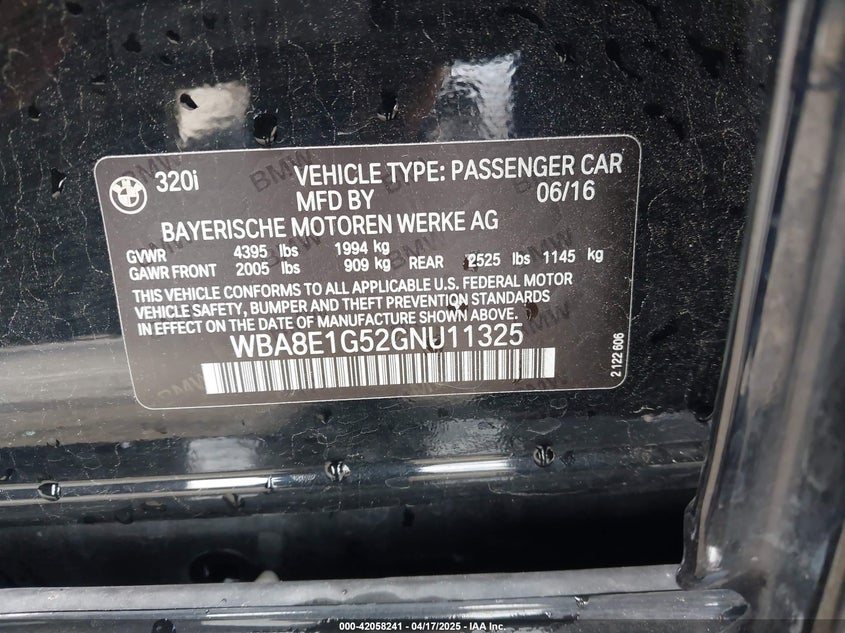 320i VEHICLE TYPE: PASSENGER CAR
MFD BY 06/16
BAYERISCHE MOTOREN WERKE AG
GVWR 4395 lbs 1994 kg
GAWR FRONT 2005 lbs 909 kg REAR 2525 lbs 1145 kg
THIS VEHICLE CONFORMS TO ALL APPLICABLE U.S. FEDERAL MOTOR
VEHICLE SAFETY, BUMPER AND THEFT PREVENTION STANDARDS
IN EFFECT ON THE DATE OF MANUFACTURE SHOWN ABOVE.
WBA8E1G52GNU11325
2 122 606
000-42058241 - 04/17/2025 - IAA Inc.